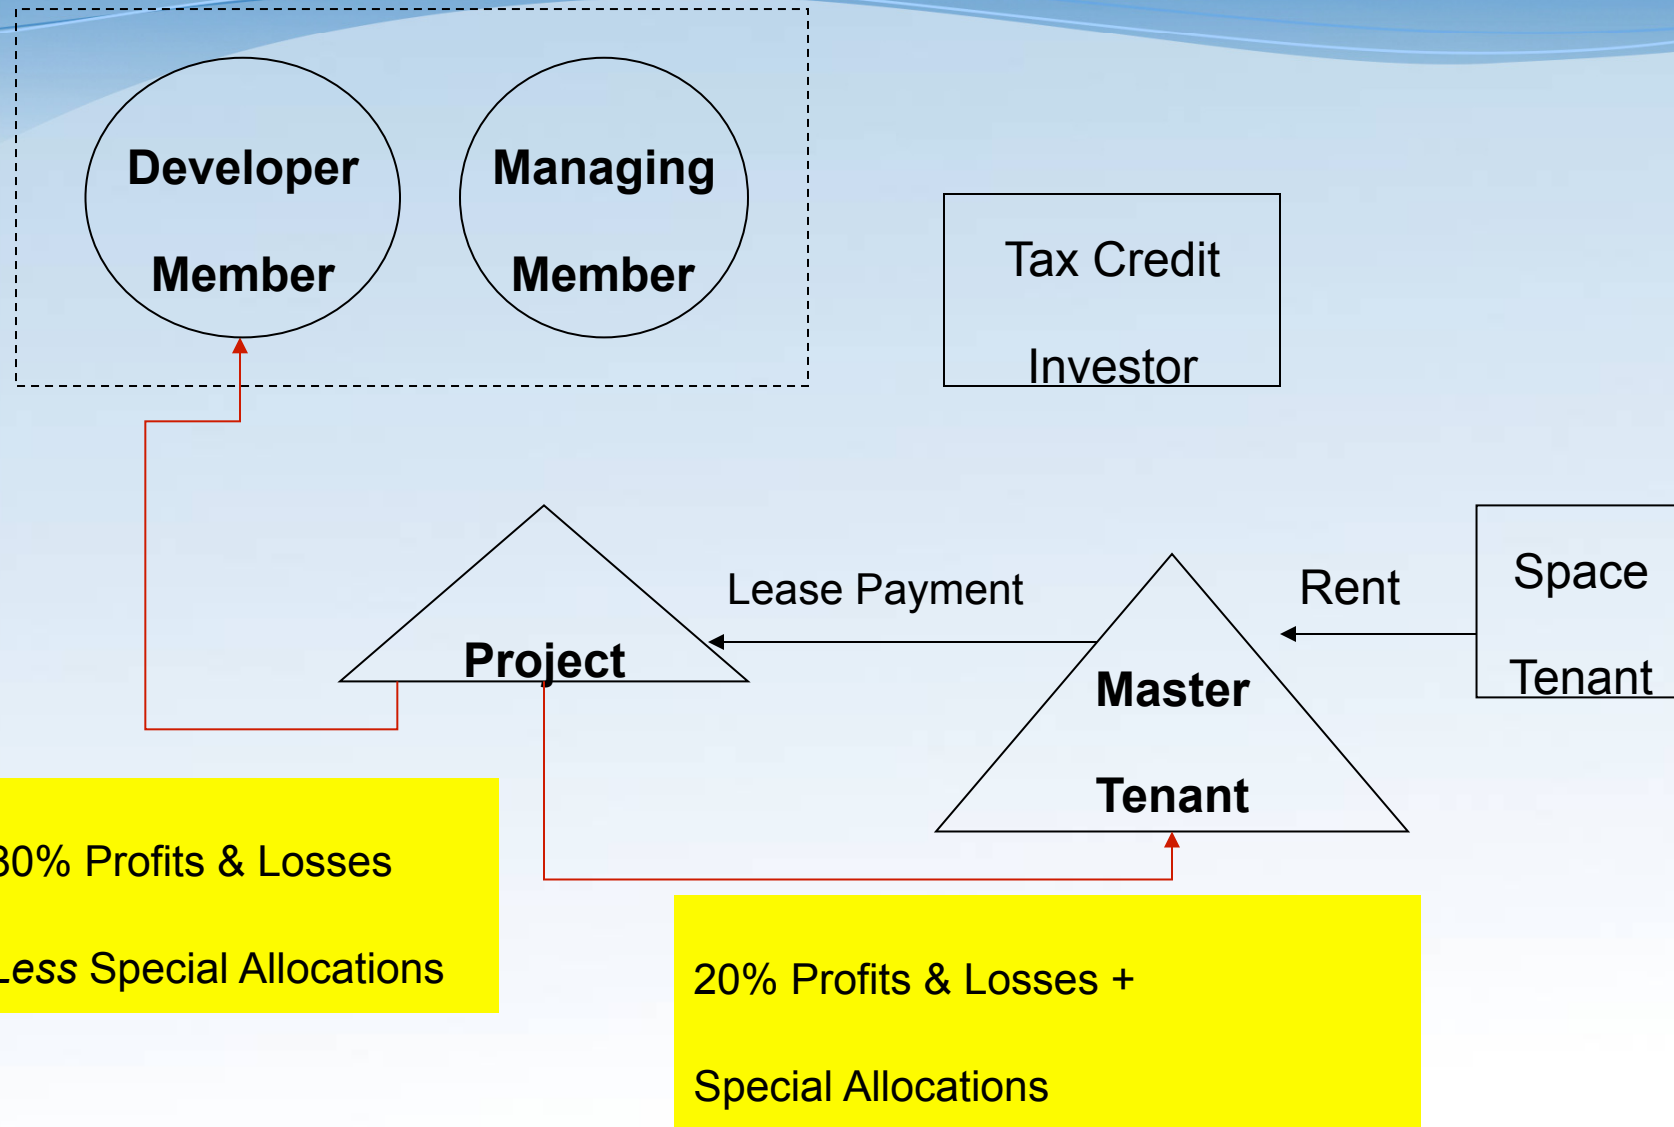 Developer
Member
Managing
Member
Tax Credit
Investor
Project
Lease Payment
Master
Tenant
Rent
Space
Tenant
Profits & Losses
Less Special Allocations
20% Profits & Losses +
Special Allocations